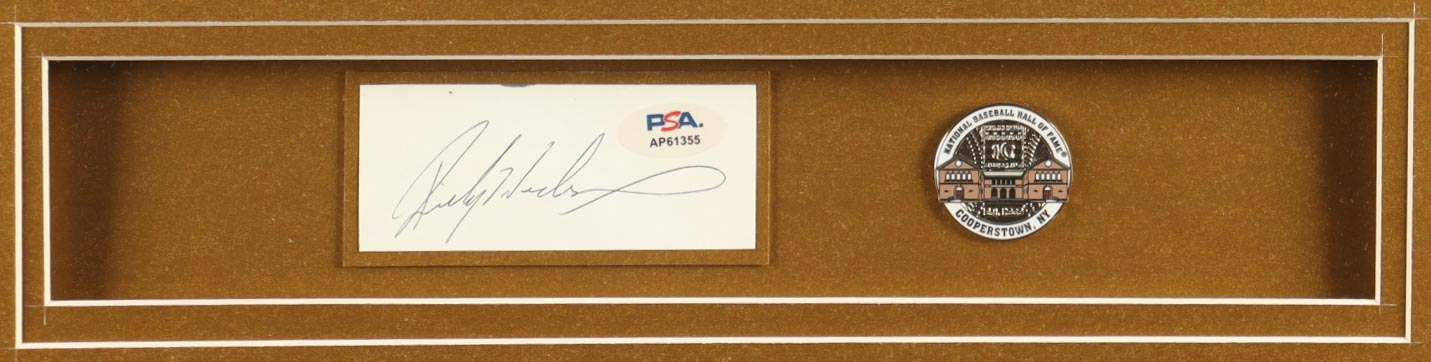 PSA.
AP61355
NATIONAL BASEBALL HALL OF FAME®
COOPERSTOWN, NY